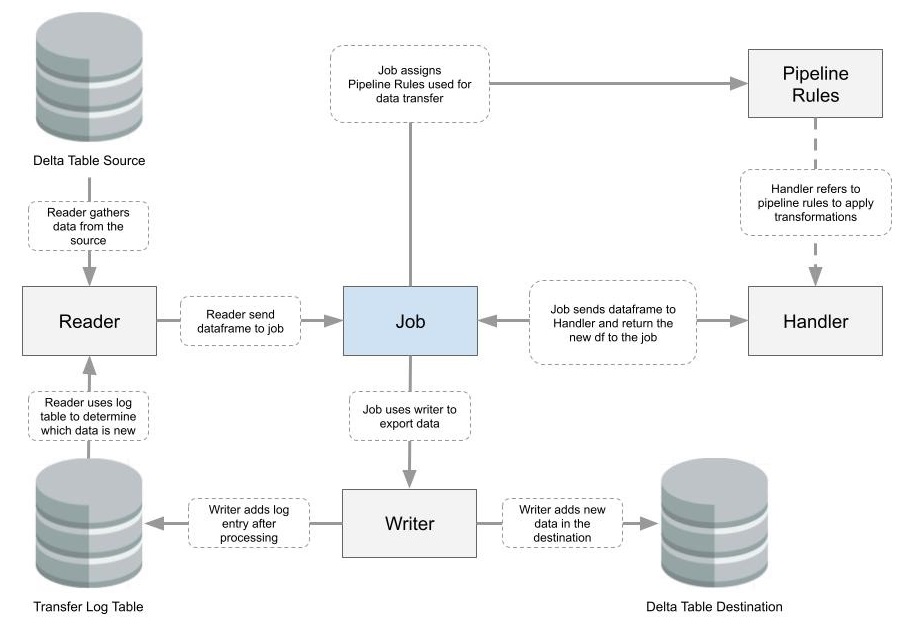 Job assigns
Pipeline Rules used for
data transfer
Pipeline
Rules
Delta Table Source
Handler refers to
pipeline rules to apply
transformations
Reader gathers
data from the
source
Reader
Reader send
dataframe to job
Job
Job sends dataframe to
Handler and return the
new df to the job
Handler
Reader uses log
table to determine
which data is new
Job uses writer to
export data
Writer adds log
entry after
processing
Writer
Writer adds new
data in the
destination
Transfer Log Table
Delta Table Destination